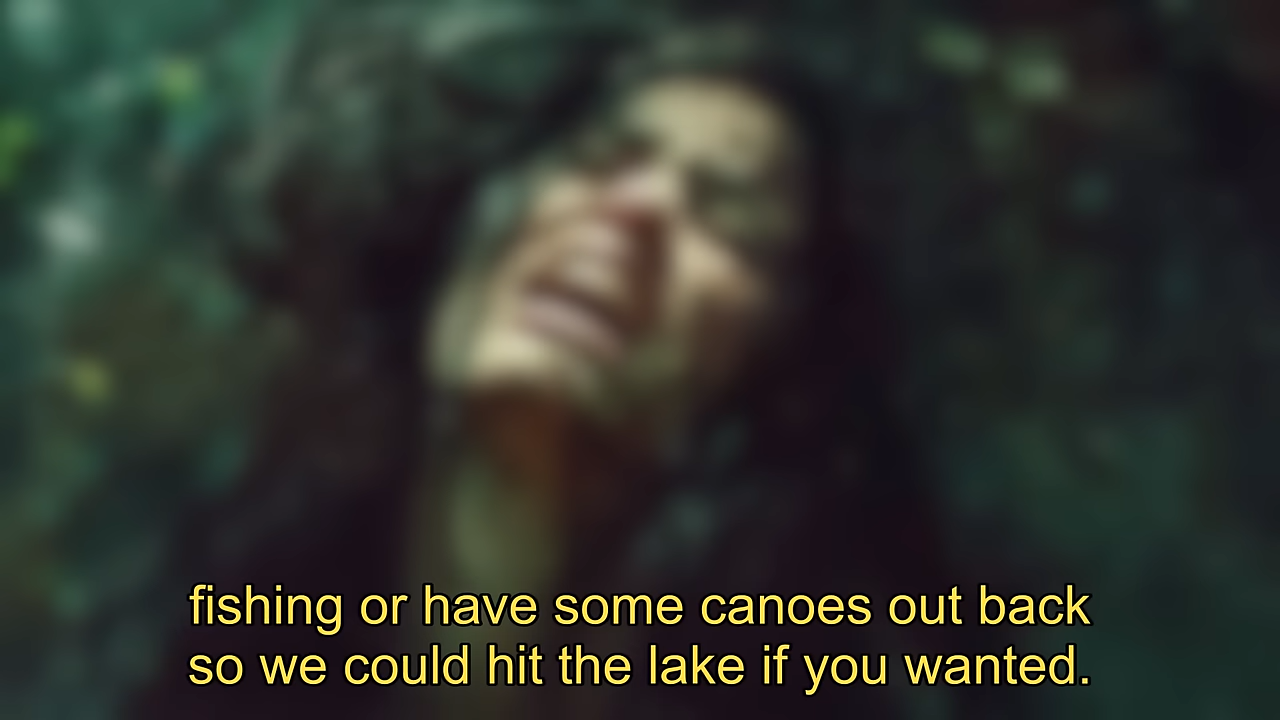 fishing or have some canoes out back
so we could hit the lake if you wanted.